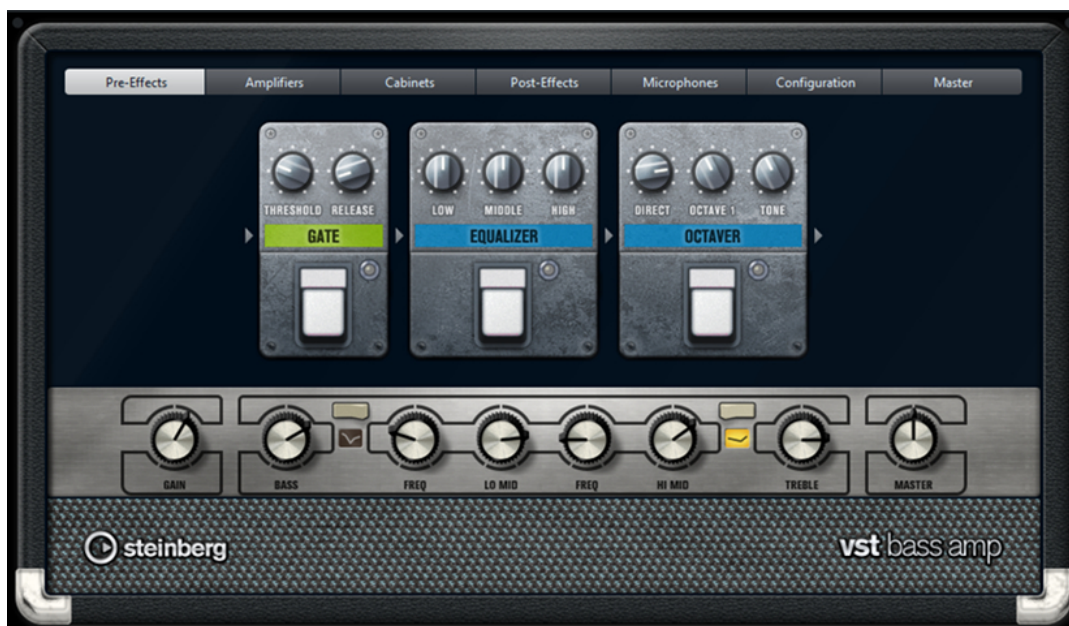 Pre-Effects Amplifiers Cabinets Post-Effects Microphones Configuration Master
THRESHOLD RELEASE
GATE
LOW MIDDLE HIGH
EQUALIZER
DIRECT OCTAVE 1 TONE
OCTAVER
GAIN BASS FREQ LO MID FREQ HI MID TREBLE MASTER
steinberg
vst bass amp